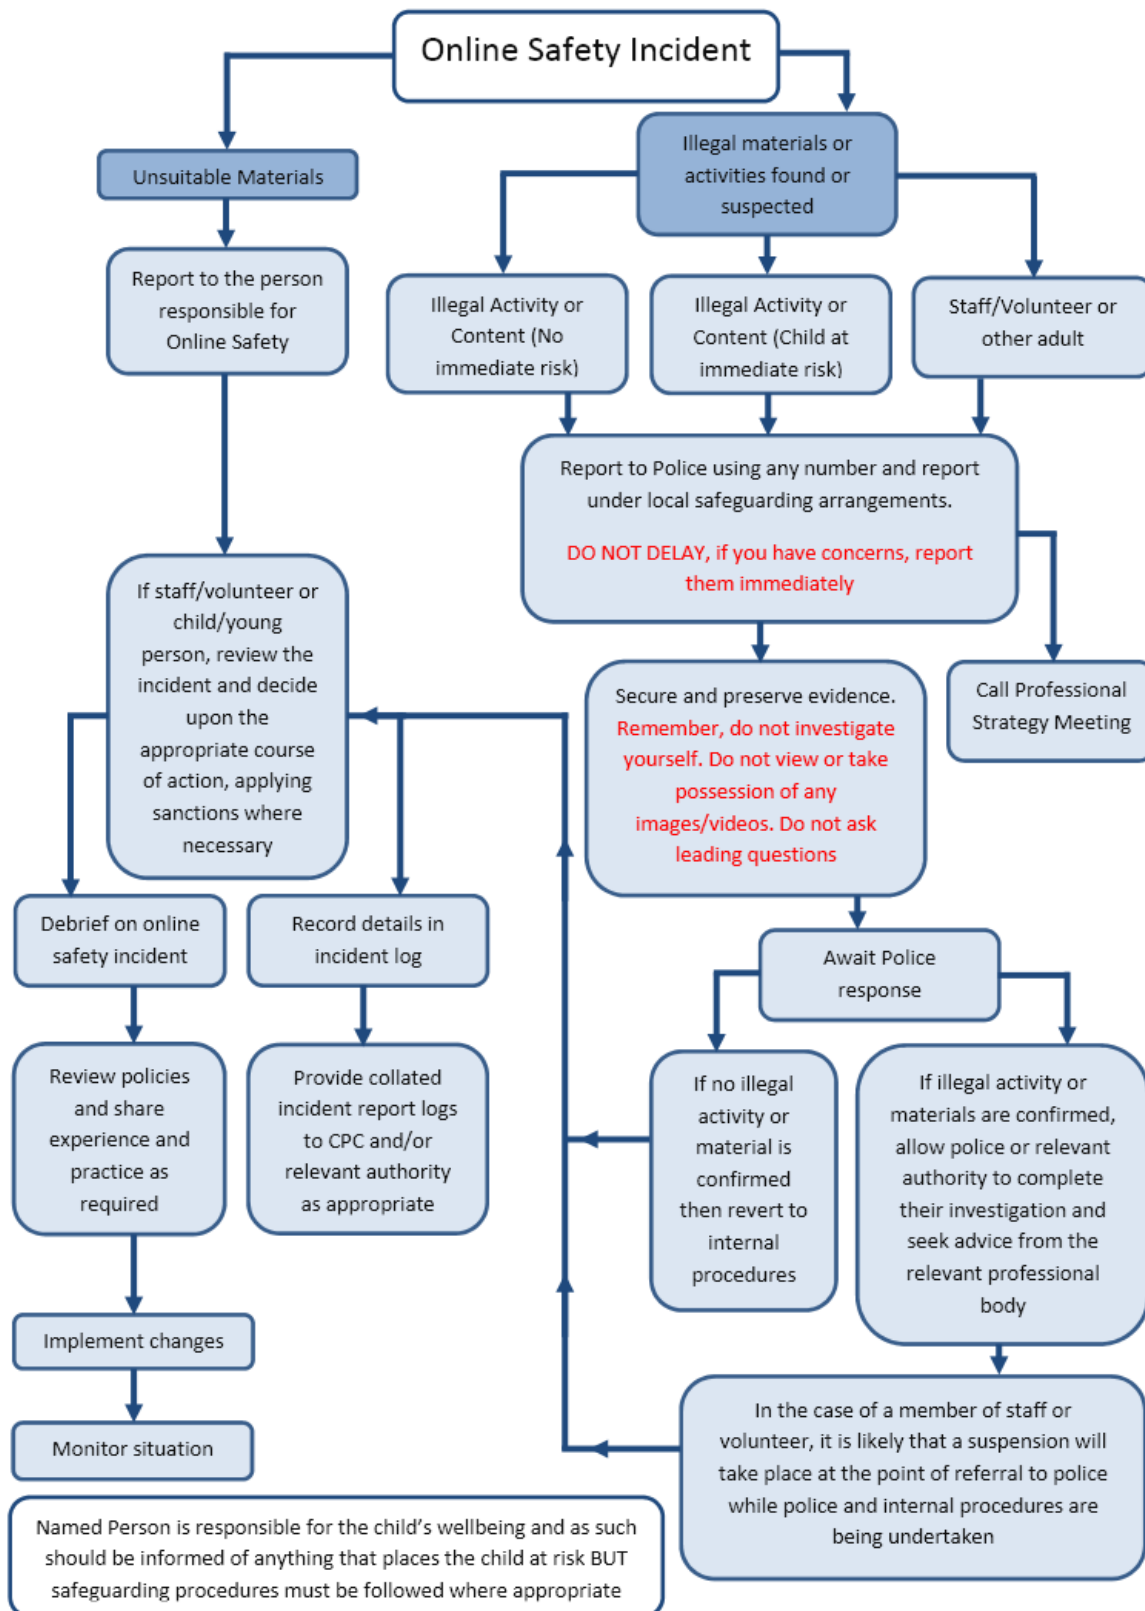 Online Safety Incident
Unsuitable Materials
Illegal materials or
activities found or
suspected
Report to the person
responsible for
Online Safety
Illegal Activity or
Content (No
immediate risk)
Illegal Activity or
Content (Child at
immediate risk)
Staff/Volunteer or
other adult
Report to Police using any number and report
under local safeguarding arrangements.
DO NOT DELAY, if you have concerns, report
them immediately
If staff/volunteer or
child/young
person, review the
incident and decide
upon the
appropriate course
of action, applying
sanctions where
necessary
Secure and preserve evidence.
Remember, do not investigate
yourself. Do not view or take
possession of any
images/videos. Do not ask
leading questions
Call Professional
Strategy Meeting
Debrief on online
safety incident
Record details in
incident log
Await Police
response
Review policies
and share
experience and
practice as
required
Provide collated
incident report logs
to CPC and/or
relevant authority
as appropriate
If no illegal
activity or
material is
confirmed
then revert to
internal
procedures
If illegal activity or
materials are confirmed,
allow police or relevant
authority to complete
their investigation and
seek advice from the
relevant professional
body
Implement changes
Monitor situation
In the case of a member of staff or
volunteer, it is likely that a suspension will
take place at the point of referral to police
while police and internal procedures are
being undertaken
Named Person is responsible for the child's wellbeing and as such
should be informed of anything that places the child at risk BUT
safeguarding procedures must be followed where appropriate